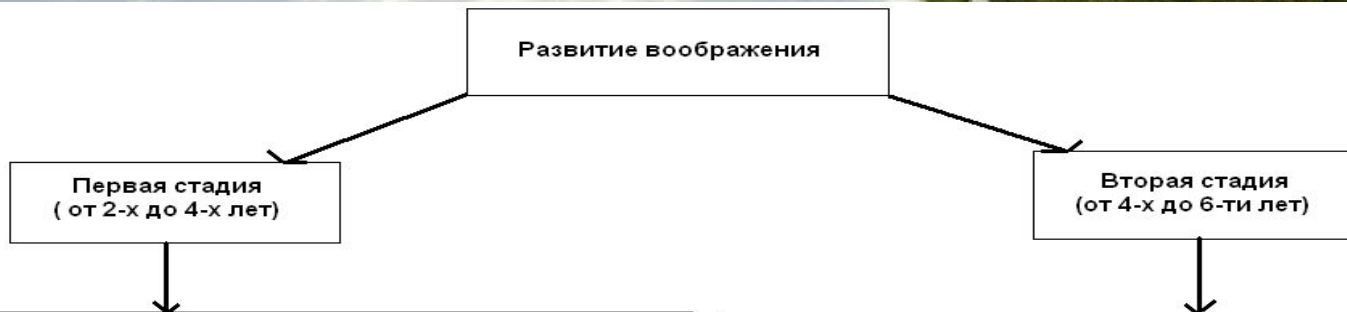 Развитие воображения
Первая стадия
( от 2-х до 4-х лет)
Вторая стадия
(от 4-х до 6-ти лет)